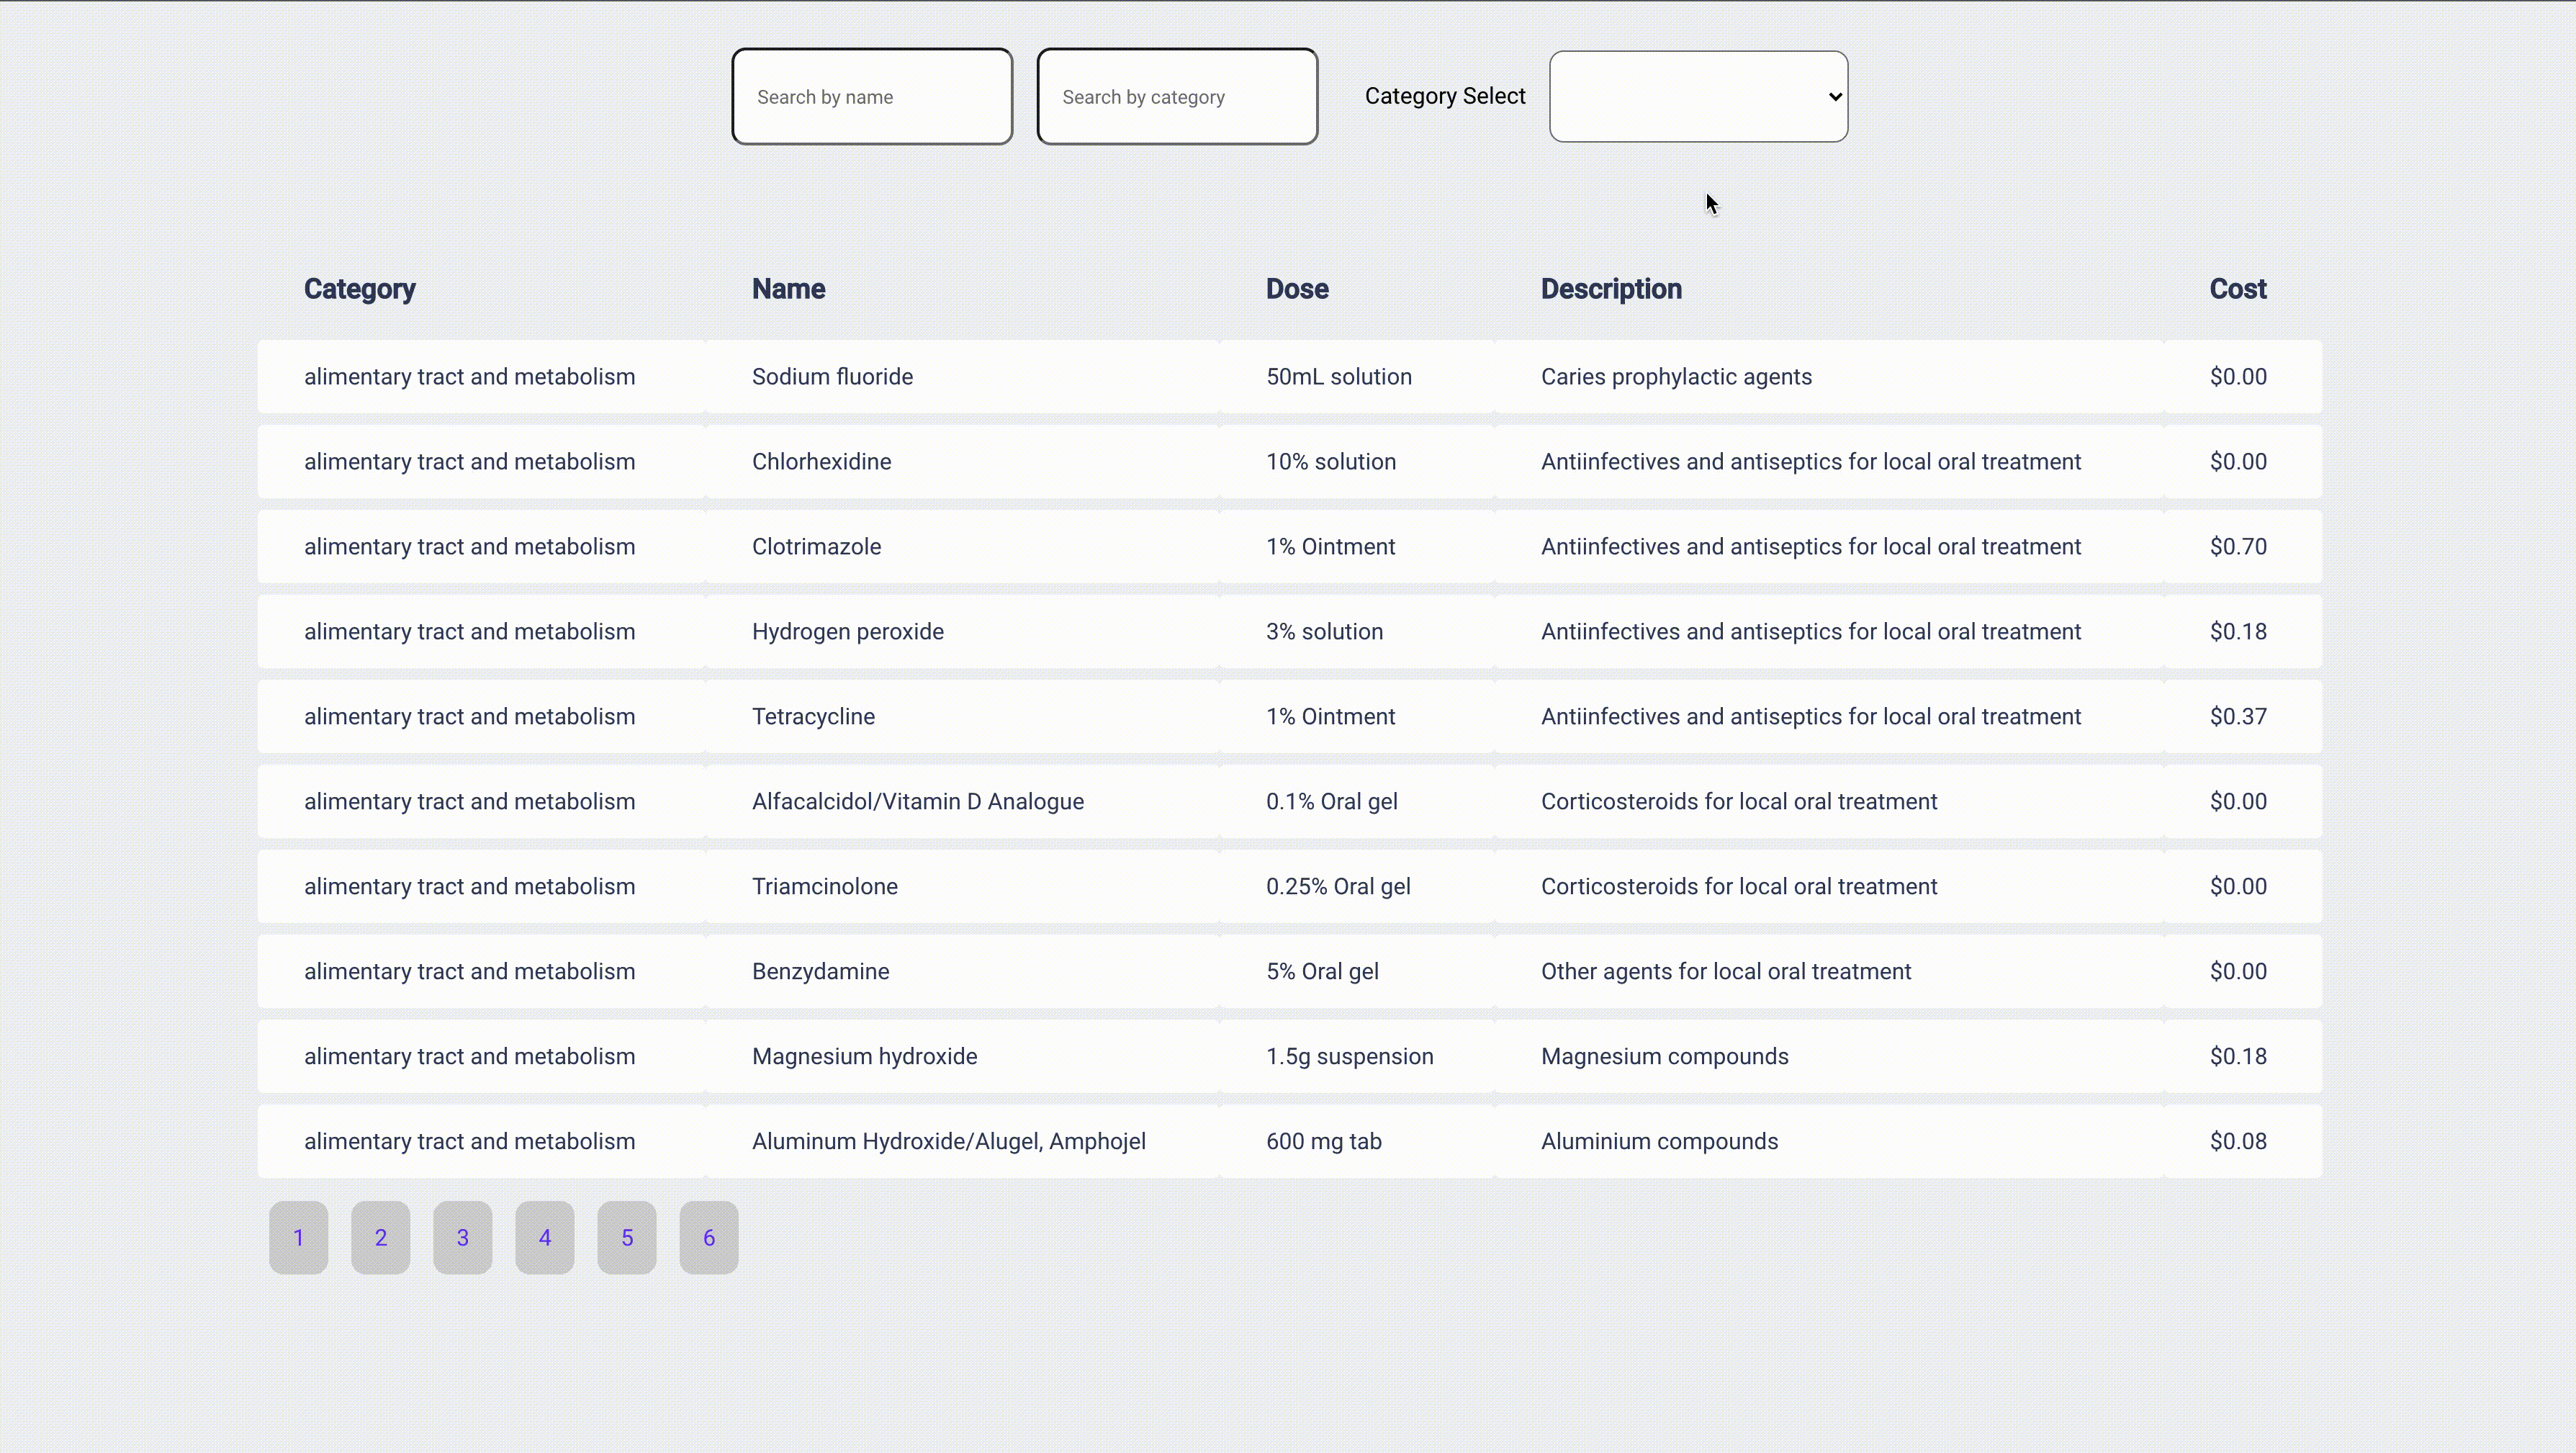 Search by name Search by category Category Select
Category Name Dose Description Cost
alimentary tract and metabolism Sodium fluoride 50mL solution Caries prophylactic agents $0.00
alimentary tract and metabolism Chlorhexidine 10% solution Antiinfectives and antiseptics for local oral treatment $0.00
alimentary tract and metabolism Clotrimazole 1% Ointment Antiinfectives and antiseptics for local oral treatment $0.70
alimentary tract and metabolism Hydrogen peroxide 3% solution Antiinfectives and antiseptics for local oral treatment $0.18
alimentary tract and metabolism Tetracycline 1% Ointment Antiinfectives and antiseptics for local oral treatment $0.37
alimentary tract and metabolism Alfacalcidol/Vitamin D Analogue 0.1% Oral gel Corticosteroids for local oral treatment $0.00
alimentary tract and metabolism Triamcinolone 0.25% Oral gel Corticosteroids for local oral treatment $0.00
alimentary tract and metabolism Benzydamine 5% Oral gel Other agents for local oral treatment $0.00
alimentary tract and metabolism Magnesium hydroxide 1.5g suspension Magnesium compounds $0.18
alimentary tract and metabolism Aluminum Hydroxide/Alugel, Amphojel 600 mg tab Aluminium compounds $0.08
1 2 3 4 5 6